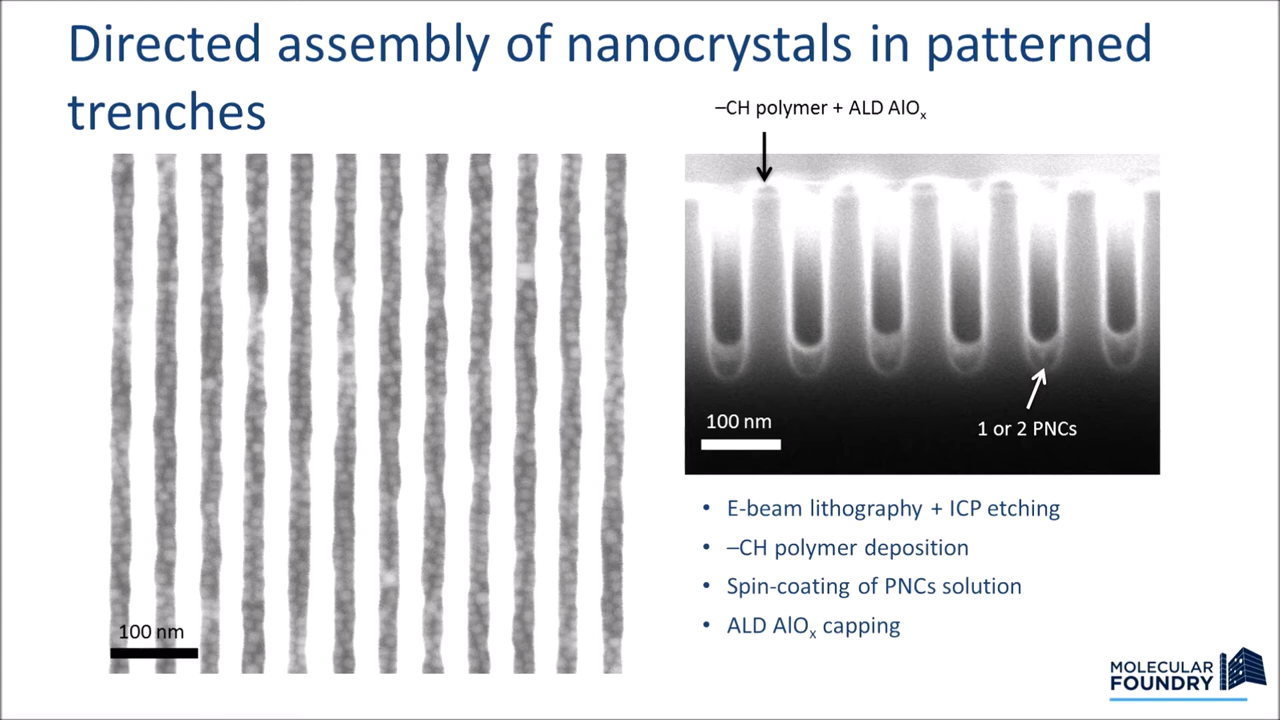 Directed assembly of nanocrystals in patterned
trenches
–CH polymer + ALD AlOₓ
100 nm
100 nm
1 or 2 PNCs
• E-beam lithography + ICP etching
• –CH polymer deposition
• Spin-coating of PNCs solution
• ALD AlOₓ capping
MOLECULAR
FOUNDRY